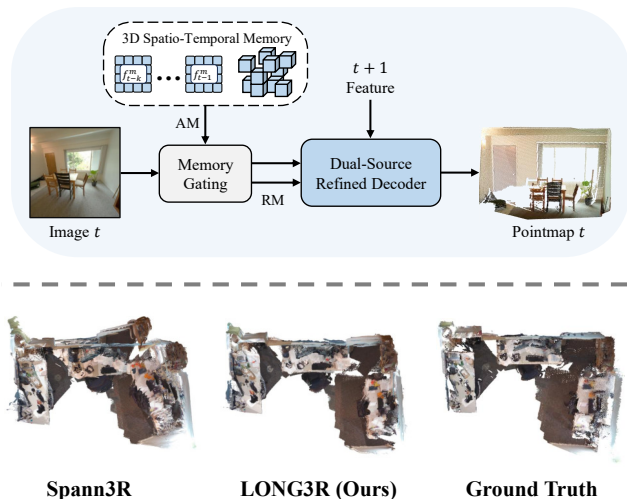 3D Spatio-Temporal Memory
f^m_{t-k} ... f^m_{t-1}
t + 1
Feature
AM
Memory
Gating
RM
Dual-Source
Refined Decoder
Image t
Pointmap t
Spann3R
LONG3R (Ours)
Ground Truth